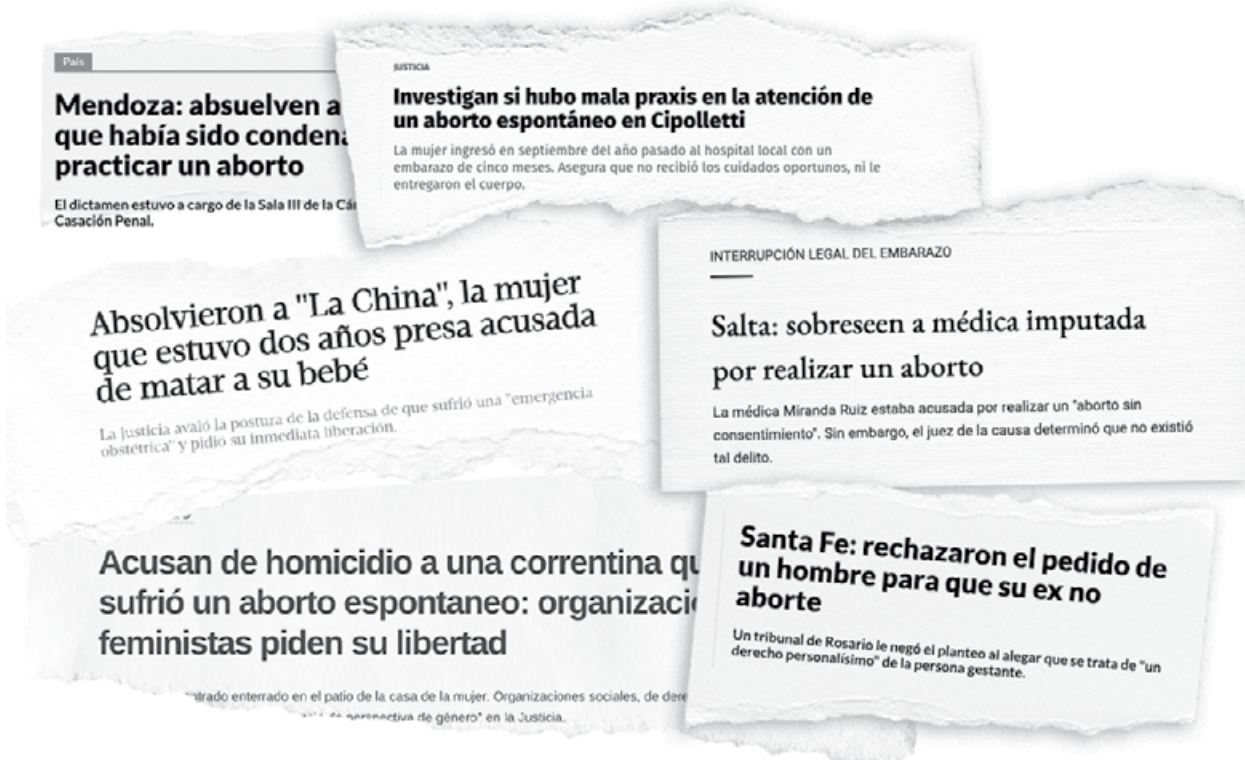 País
Mendoza: absuelven a
que había sido condena
practicar un aborto
El dictamen estuvo a cargo de la Sala III de la Cá
Casación Penal.
JUSTICIA
Investigan si hubo mala praxis en la atención de
un aborto espontáneo en Cipolletti
La mujer ingresó en septiembre del año pasado al hospital local con un
embarazo de cinco meses. Asegura que no recibió los cuidados oportunos, ni le
entregaron el cuerpo.
Absolvieron a "La China", la mujer
que estuvo dos años presa acusada
de matar a su bebé
La Justicia avaló la postura de la defensa de que sufrió una "emergencia
obstétrica" y pidió su inmediata liberación.
INTERRUPCIÓN LEGAL DEL EMBARAZO
Salta: sobreseen a médica imputada
por realizar un aborto
La médica Miranda Ruiz estaba acusada por realizar un "aborto sin
consentimiento". Sin embargo, el juez de la causa determinó que no existió
tal delito.
Acusan de homicidio a una correntina qu
sufrió un aborto espontaneo: organizacio
feministas piden su libertad
enterrado en el patio de la casa de la mujer. Organizaciones sociales, de dere
perspectiva de género" en la Justicia.
Santa Fe: rechazaron el pedido de
un hombre para que su ex no
aborte
Un tribunal de Rosario le negó el planteo al alegar que se trata de "un
derecho personalísimo" de la persona gestante.